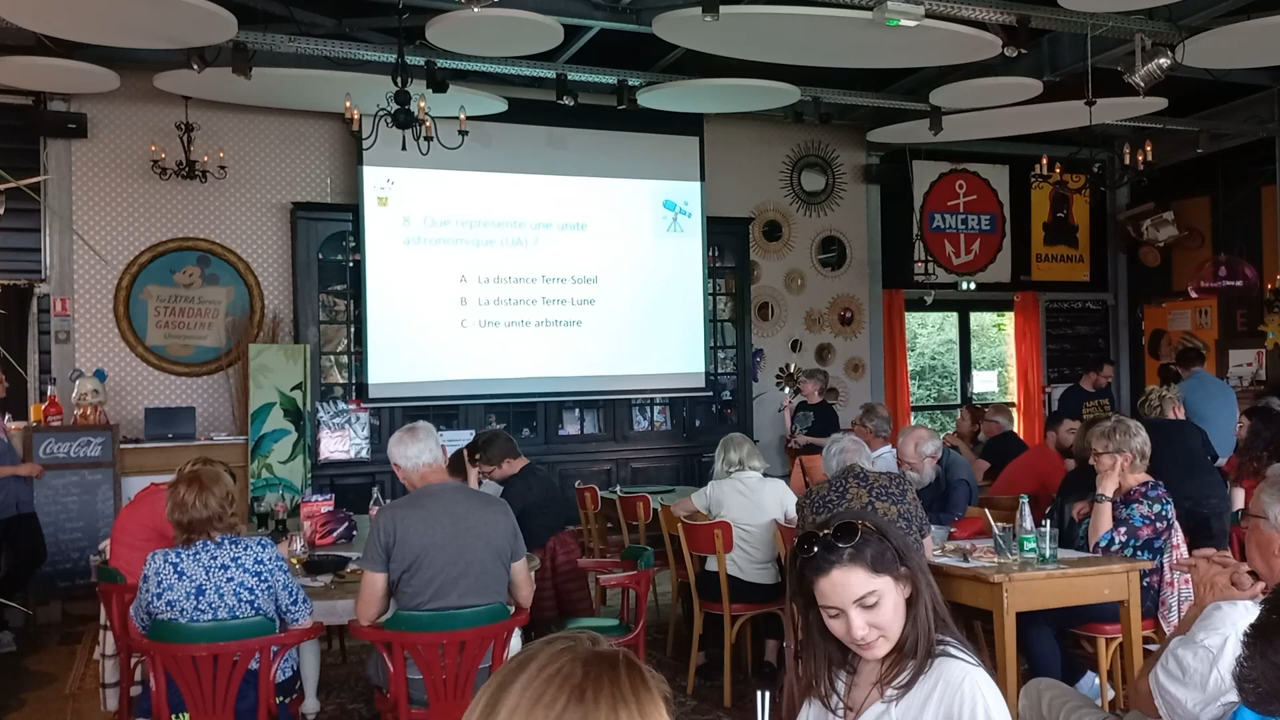 8 Que représente une unité
astronomique (UA) ?
A La distance Terre-Soleil
B La distance Terre-Lune
C Une unité arbitraire
For EXTRA Service
STANDARD
GASOLINE
Unsurpassed
ANCRE
BANANIA
Coca-Cola